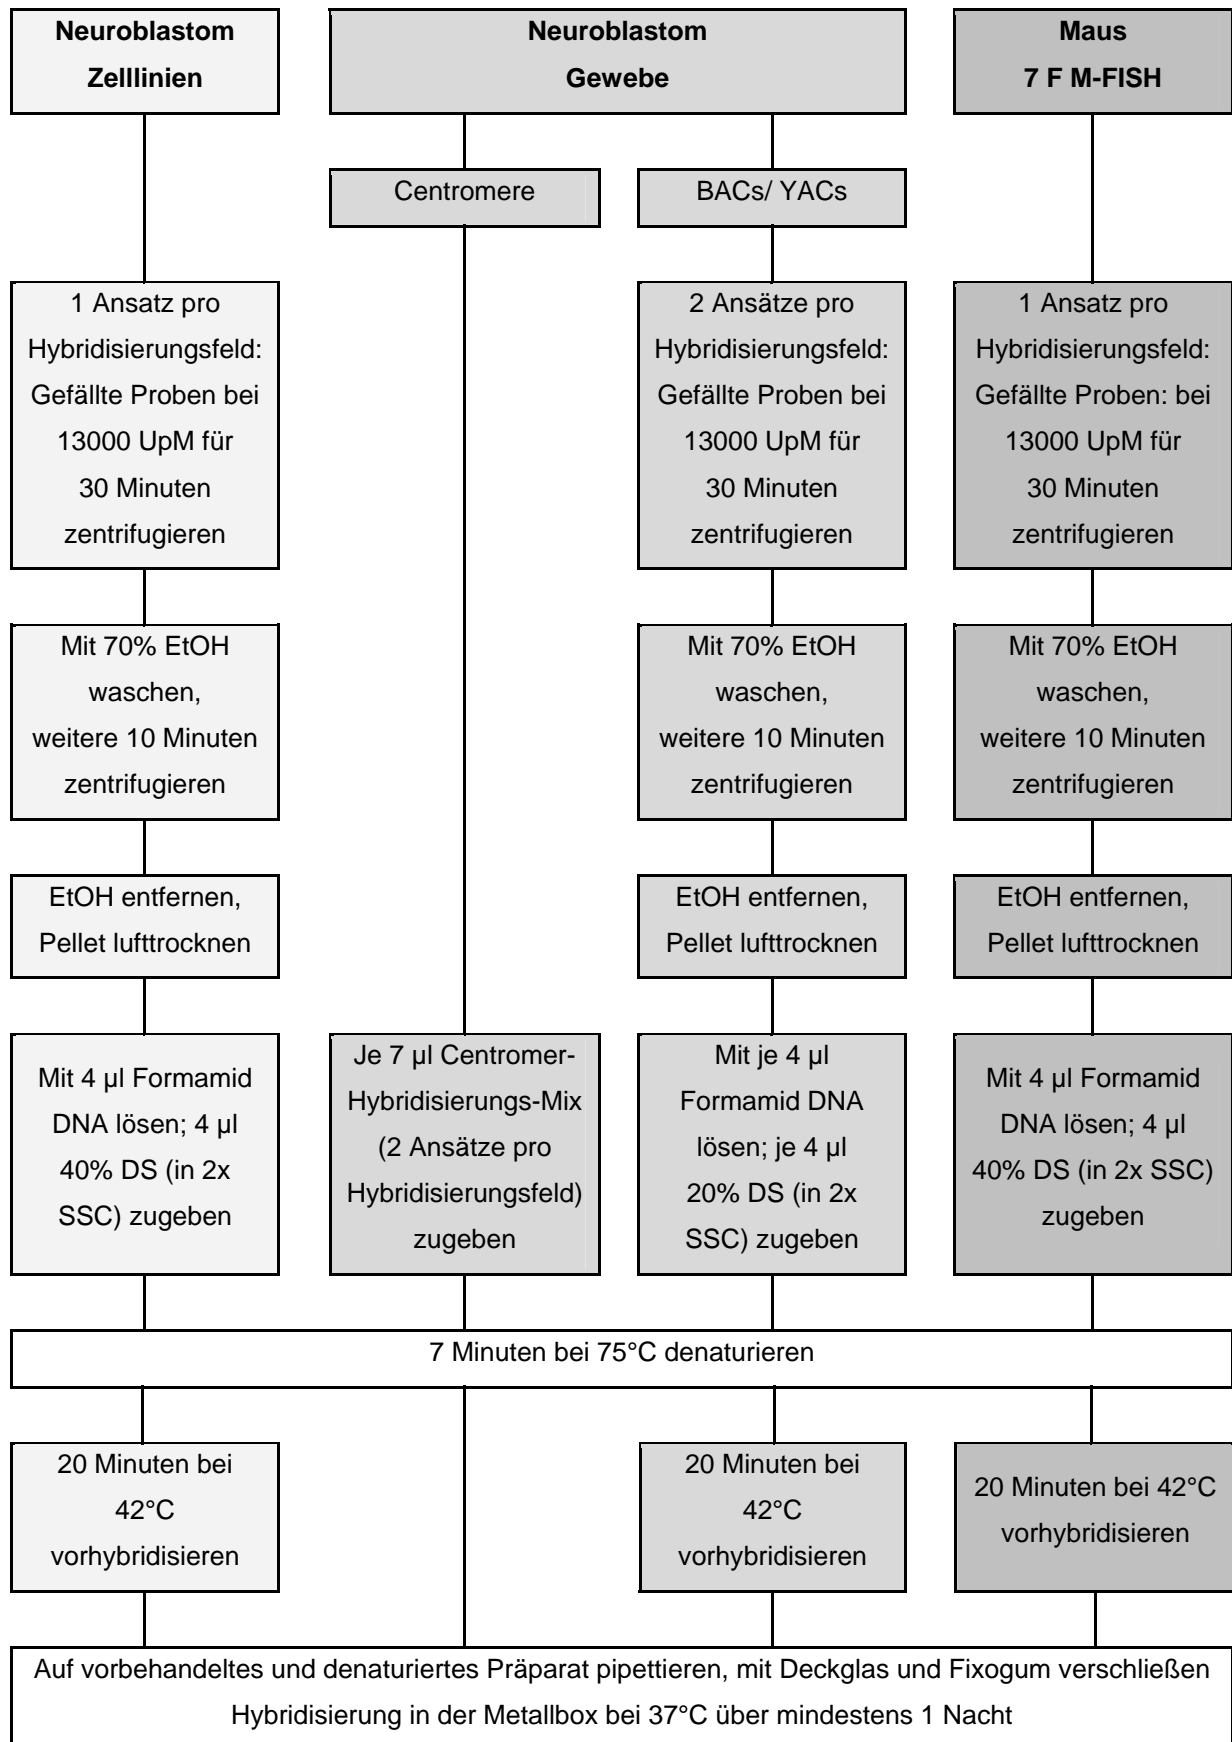 Neuroblastom
Zelllinien
Neuroblastom
Gewebe
Maus
7 F M-FISH
Centromere
BACs/ YACs
1 Ansatz pro
Hybridisierungsfeld:
Gefällte Proben bei
13000 UpM für
30 Minuten
zentrifugieren
2 Ansätze pro
Hybridisierungsfeld:
Gefällte Proben bei
13000 UpM für
30 Minuten
zentrifugieren
1 Ansatz pro
Hybridisierungsfeld:
Gefällte Proben: bei
13000 UpM für
30 Minuten
zentrifugieren
Mit 70% EtOH
waschen,
weitere 10 Minuten
zentrifugieren
Mit 70% EtOH
waschen,
weitere 10 Minuten
zentrifugieren
Mit 70% EtOH
waschen,
weitere 10 Minuten
zentrifugieren
EtOH entfernen,
Pellet lufttrocknen
EtOH entfernen,
Pellet lufttrocknen
EtOH entfernen,
Pellet lufttrocknen
Mit 4 µl Formamid
DNA lösen; 4 µl
40% DS (in 2x
SSC) zugeben
Je 7 µl Centromer-
Hybridisierungs-Mix
(2 Ansätze pro
Hybridisierungsfeld)
zugeben
Mit je 4 µl
Formamid DNA
lösen; je 4 µl
20% DS (in 2x
SSC) zugeben
Mit 4 µl Formamid
DNA lösen; 4 µl
40% DS (in 2x SSC)
zugeben
7 Minuten bei 75°C denaturieren
20 Minuten bei
42°C
vorhybridisieren
20 Minuten bei
42°C
vorhybridisieren
20 Minuten bei 42°C
vorhybridisieren
Auf vorbehandeltes und denaturiertes Präparat pipettieren, mit Deckglas und Fixogum verschließen
Hybridisierung in der Metallbox bei 37°C über mindestens 1 Nacht